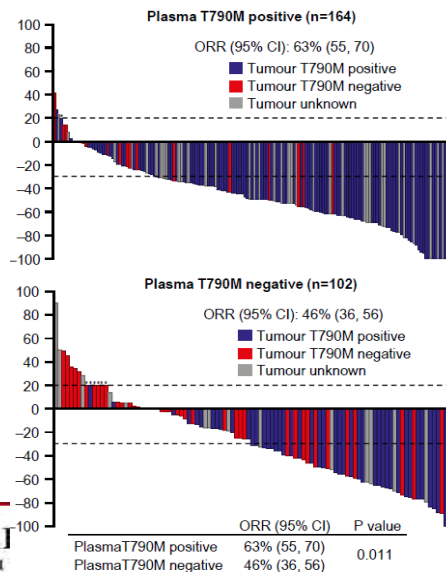 Plasma T790M positive (n=164)
ORR (95% CI): 63% (55, 70)
Tumour T790M positive
Tumour T790M negative
Tumour unknown
100
80
60
40
20
0
−20
−40
−60
−80
−100
Plasma T790M negative (n=102)
ORR (95% CI): 46% (36, 56)
Tumour T790M positive
Tumour T790M negative
Tumour unknown
100
80
60
40
20
0
−20
−40
−60
−80
−100
ORR (95% CI) P value
PlasmaT790M positive 63% (55, 70) 0.011
PlasmaT790M negative 46% (36, 56)